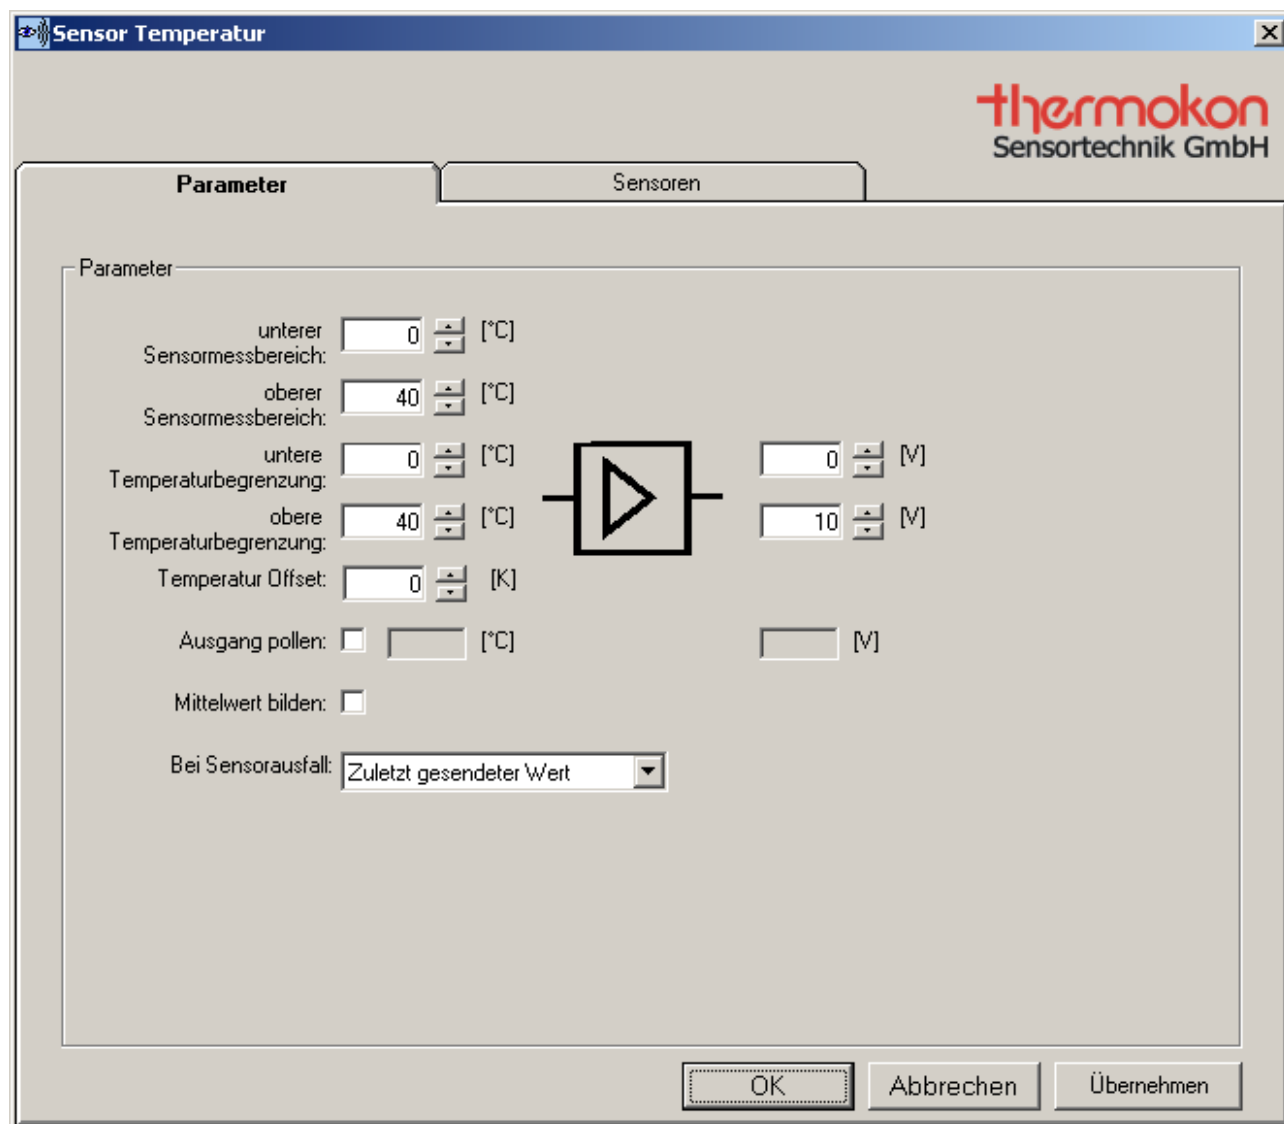 Sensor Temperatur
thermokon
Sensortechnik GmbH
Parameter
Sensoren
Parameter
unterer
Sensormessbereich:
0 [°C]
oberer
Sensormessbereich:
40 [°C]
untere
Temperaturbegrenzung:
0 [°C]
0 [V]
obere
Temperaturbegrenzung:
40 [°C]
10 [V]
Temperatur Offset: 0 [K]
Ausgang pollen: [°C] [V]
Mittelwert bilden:
Bei Sensorausfall: Zuletzt gesendeter Wert
OK
Abbrechen
Übernehmen